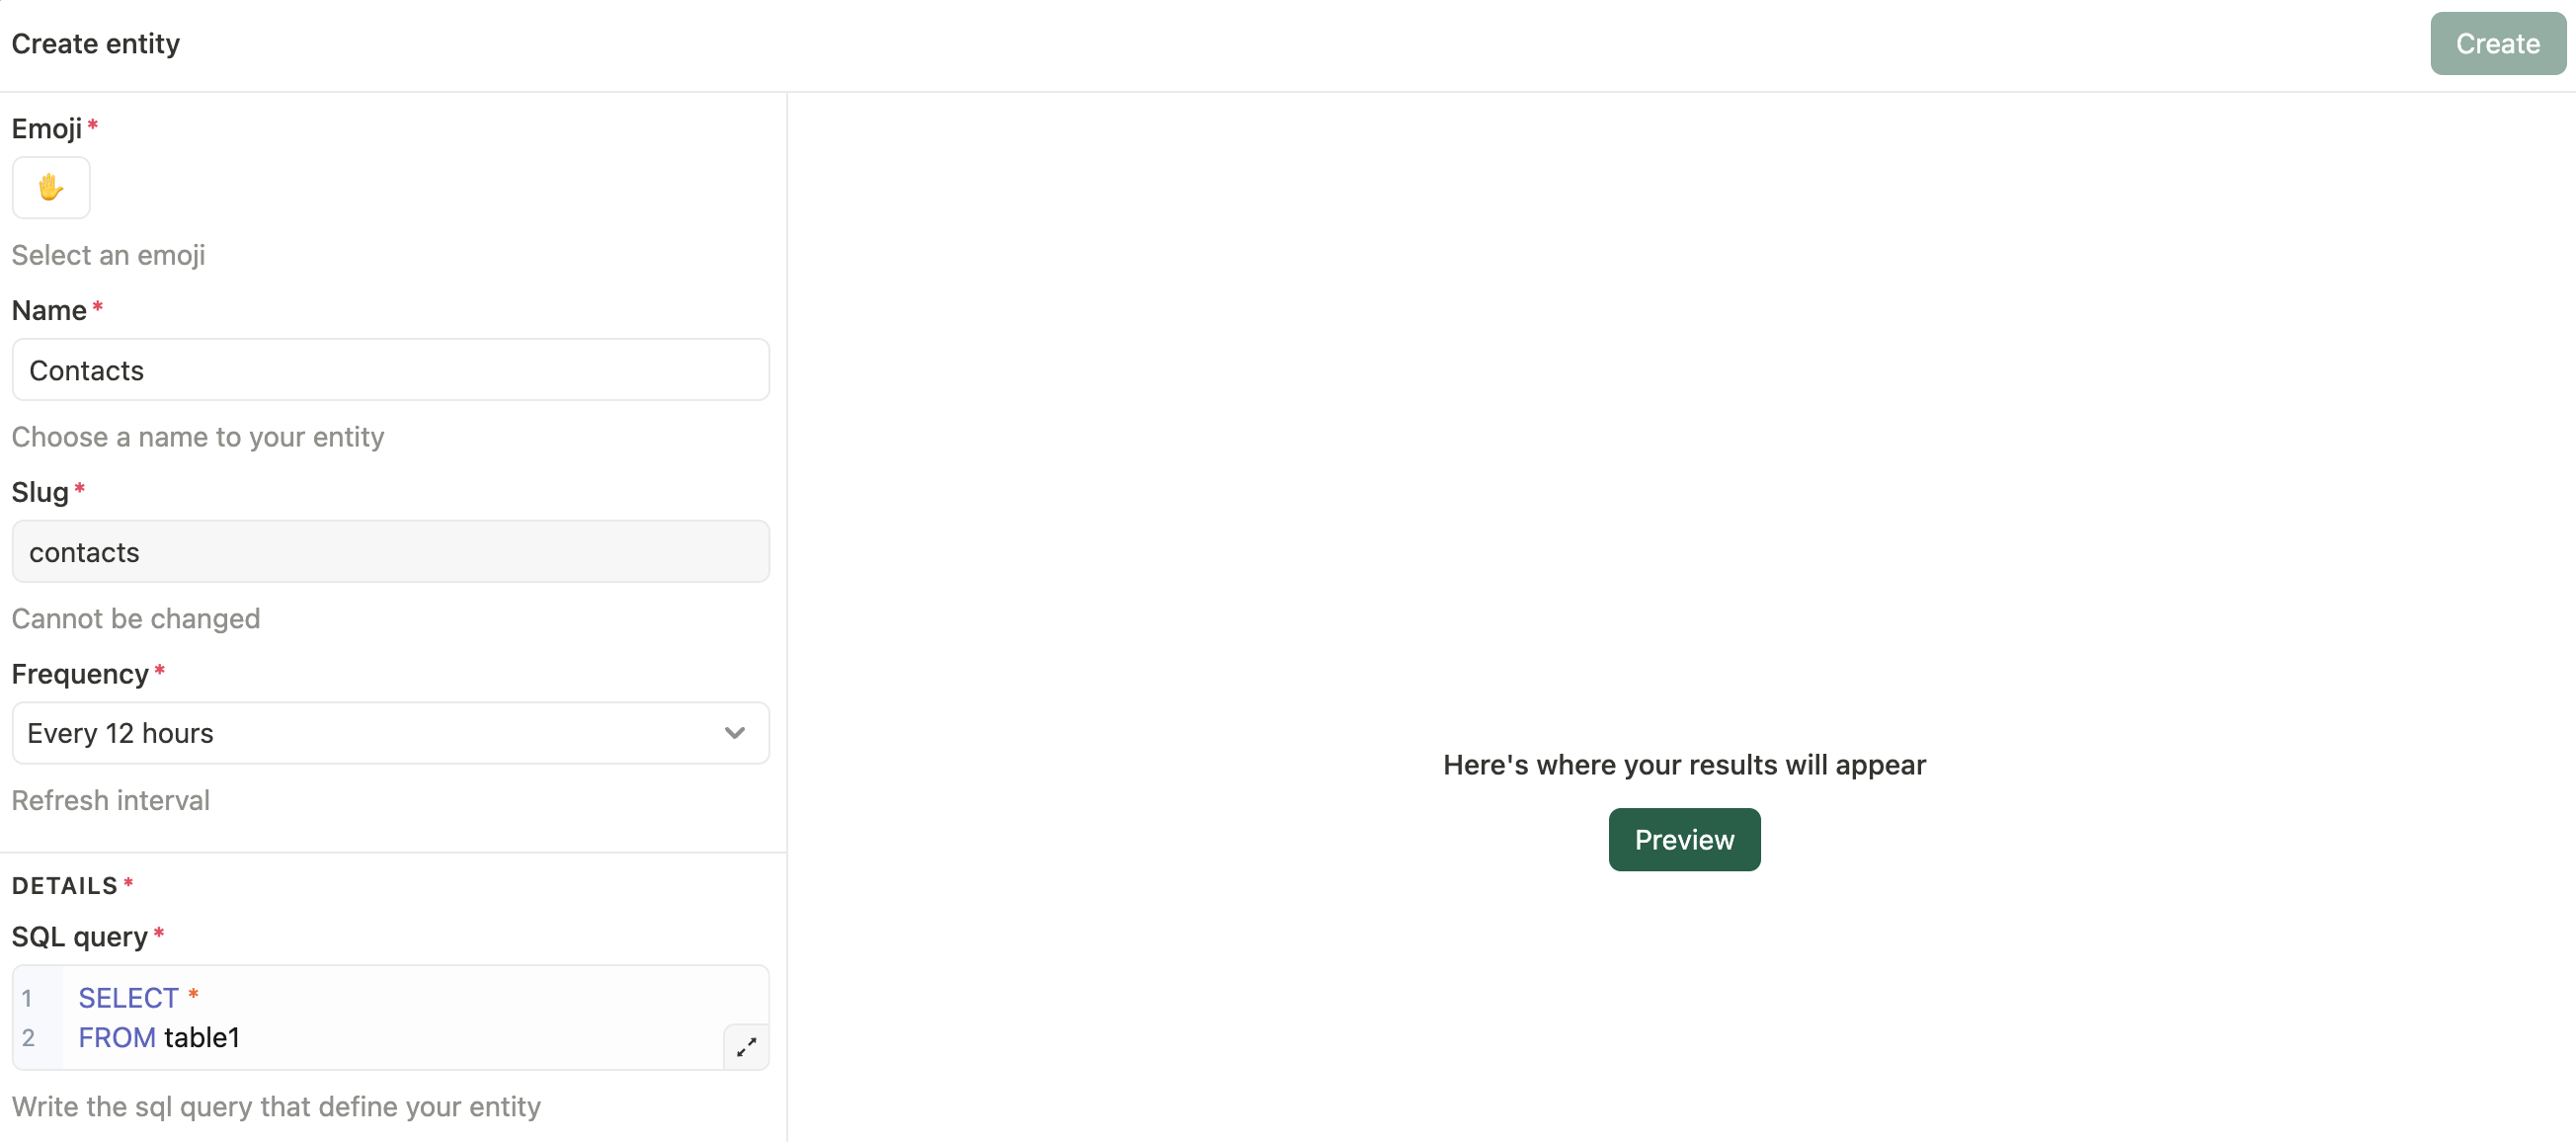 Create entity
Create
Emoji *
Select an emoji
Name *
Contacts
Choose a name to your entity
Slug *
contacts
Cannot be changed
Frequency *
Every 12 hours
Refresh interval
DETAILS *
SQL query *
1 SELECT *
2 FROM table1
Write the sql query that define your entity
Here's where your results will appear
Preview